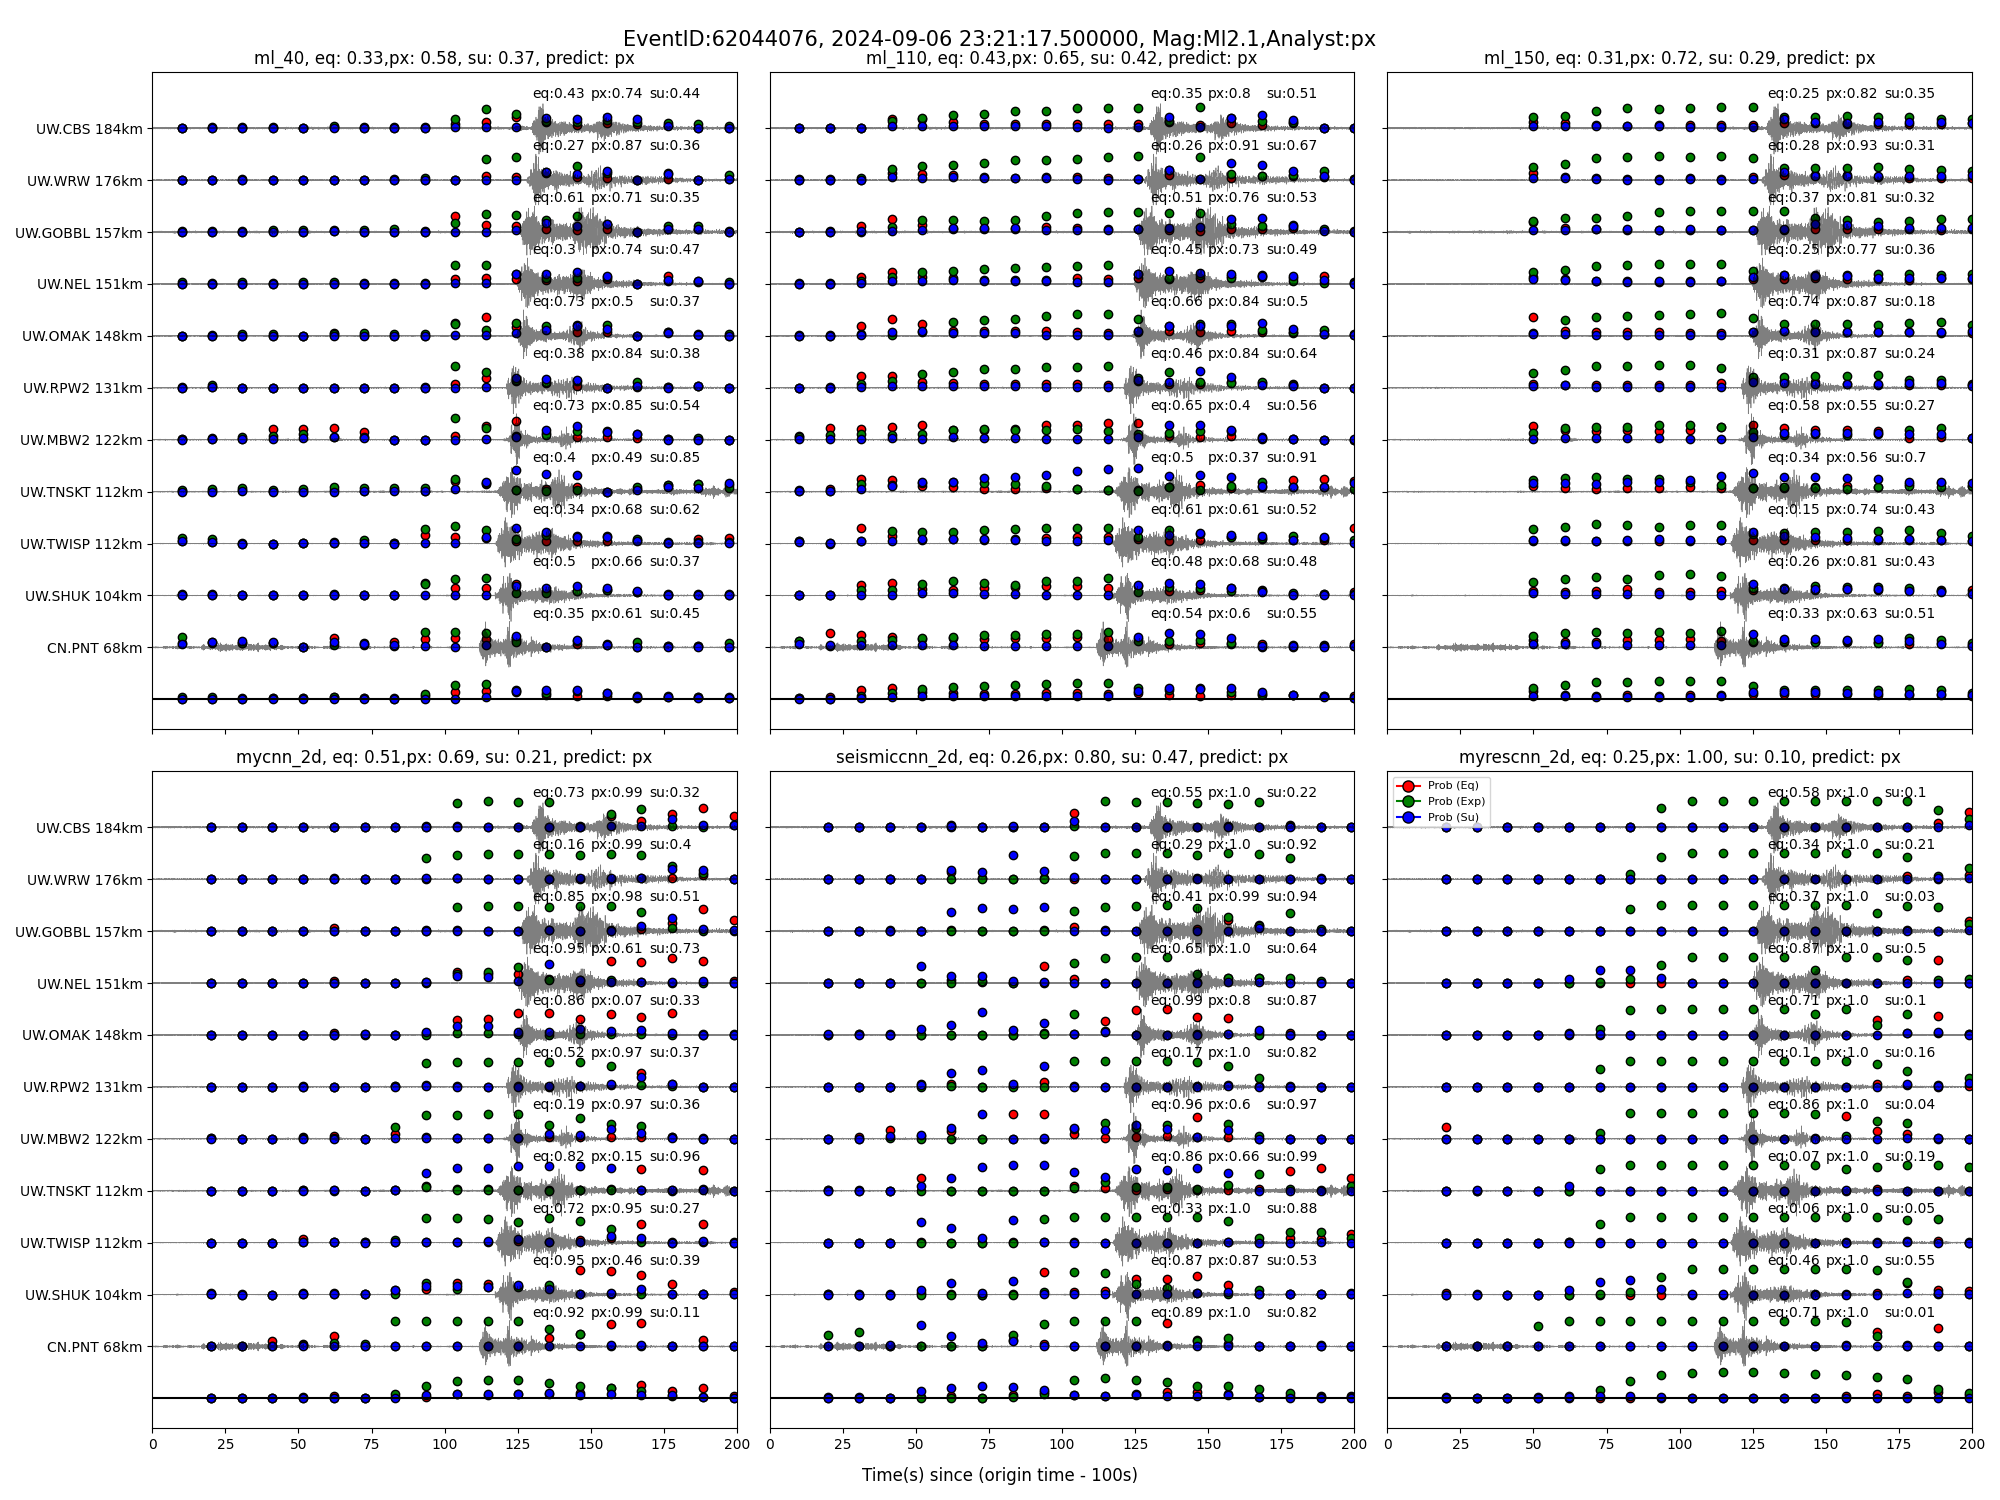 EventID:62044076, 2024-09-06 23:21:17.500000, Mag:Ml2.1,Analyst:px
ml_40, eq: 0.33,px: 0.58, su: 0.37, predict: px
UW.CBS 184km
eq:0.43 px:0.74 su:0.44
UW.WRW 176km
eq:0.27 px:0.87 su:0.36
UW.GOBBL 157km
eq:0.61 px:0.71 su:0.35
UW.NEL 151km
eq:0.3 px:0.74 su:0.47
UW.OMAK 148km
eq:0.73 px:0.5 su:0.37
UW.RPW2 131km
eq:0.38 px:0.84 su:0.38
UW.MBW2 122km
eq:0.73 px:0.85 su:0.54
UW.TNSKT 112km
eq:0.4 px:0.49 su:0.85
UW.TWISP 112km
eq:0.34 px:0.68 su:0.62
UW.SHUK 104km
eq:0.5 px:0.66 su:0.37
CN.PNT 68km
eq:0.35 px:0.61 su:0.45
ml_110, eq: 0.43,px: 0.65, su: 0.42, predict: px
eq:0.35 px:0.8 su:0.51
eq:0.26 px:0.91 su:0.67
eq:0.51 px:0.76 su:0.53
eq:0.45 px:0.73 su:0.49
eq:0.66 px:0.84 su:0.5
eq:0.46 px:0.84 su:0.64
eq:0.65 px:0.4 su:0.56
eq:0.5 px:0.37 su:0.91
eq:0.61 px:0.61 su:0.52
eq:0.48 px:0.68 su:0.48
eq:0.54 px:0.6 su:0.55
ml_150, eq: 0.31,px: 0.72, su: 0.29, predict: px
eq:0.25 px:0.82 su:0.35
eq:0.28 px:0.93 su:0.31
eq:0.37 px:0.81 su:0.32
eq:0.25 px:0.77 su:0.36
eq:0.74 px:0.87 su:0.18
eq:0.31 px:0.87 su:0.24
eq:0.58 px:0.55 su:0.27
eq:0.34 px:0.56 su:0.7
eq:0.15 px:0.74 su:0.43
eq:0.26 px:0.81 su:0.43
eq:0.33 px:0.63 su:0.51
mycnn_2d, eq: 0.51,px: 0.69, su: 0.21, predict: px
UW.CBS 184km
eq:0.73 px:0.99 su:0.32
UW.WRW 176km
eq:0.16 px:0.99 su:0.4
UW.GOBBL 157km
eq:0.85 px:0.98 su:0.51
UW.NEL 151km
eq:0.95 px:0.61 su:0.73
UW.OMAK 148km
eq:0.86 px:0.07 su:0.33
UW.RPW2 131km
eq:0.52 px:0.97 su:0.37
UW.MBW2 122km
eq:0.19 px:0.97 su:0.36
UW.TNSKT 112km
eq:0.82 px:0.15 su:0.96
UW.TWISP 112km
eq:0.72 px:0.95 su:0.27
UW.SHUK 104km
eq:0.95 px:0.46 su:0.39
CN.PNT 68km
eq:0.92 px:0.99 su:0.11
0 25 50 75 100 125 150 175 200
seismiccnn_2d, eq: 0.26,px: 0.80, su: 0.47, predict: px
eq:0.55 px:1.0 su:0.22
eq:0.29 px:1.0 su:0.92
eq:0.41 px:0.99 su:0.94
eq:0.65 px:1.0 su:0.64
eq:0.99 px:0.8 su:0.87
eq:0.17 px:1.0 su:0.82
eq:0.96 px:0.6 su:0.97
eq:0.86 px:0.66 su:0.99
eq:0.33 px:1.0 su:0.88
eq:0.87 px:0.87 su:0.53
eq:0.89 px:1.0 su:0.82
0 25 50 75 100 125 150 175 200
myrescnn_2d, eq: 0.25,px: 1.00, su: 0.10, predict: px
Prob (Eq)
Prob (Exp)
Prob (Su)
eq:0.58 px:1.0 su:0.1
eq:0.34 px:1.0 su:0.21
eq:0.37 px:1.0 su:0.03
eq:0.87 px:1.0 su:0.5
eq:0.71 px:1.0 su:0.1
eq:0.1 px:1.0 su:0.16
eq:0.86 px:1.0 su:0.04
eq:0.07 px:1.0 su:0.19
eq:0.06 px:1.0 su:0.05
eq:0.46 px:1.0 su:0.55
eq:0.71 px:1.0 su:0.01
0 25 50 75 100 125 150 175 200
Time(s) since (origin time - 100s)